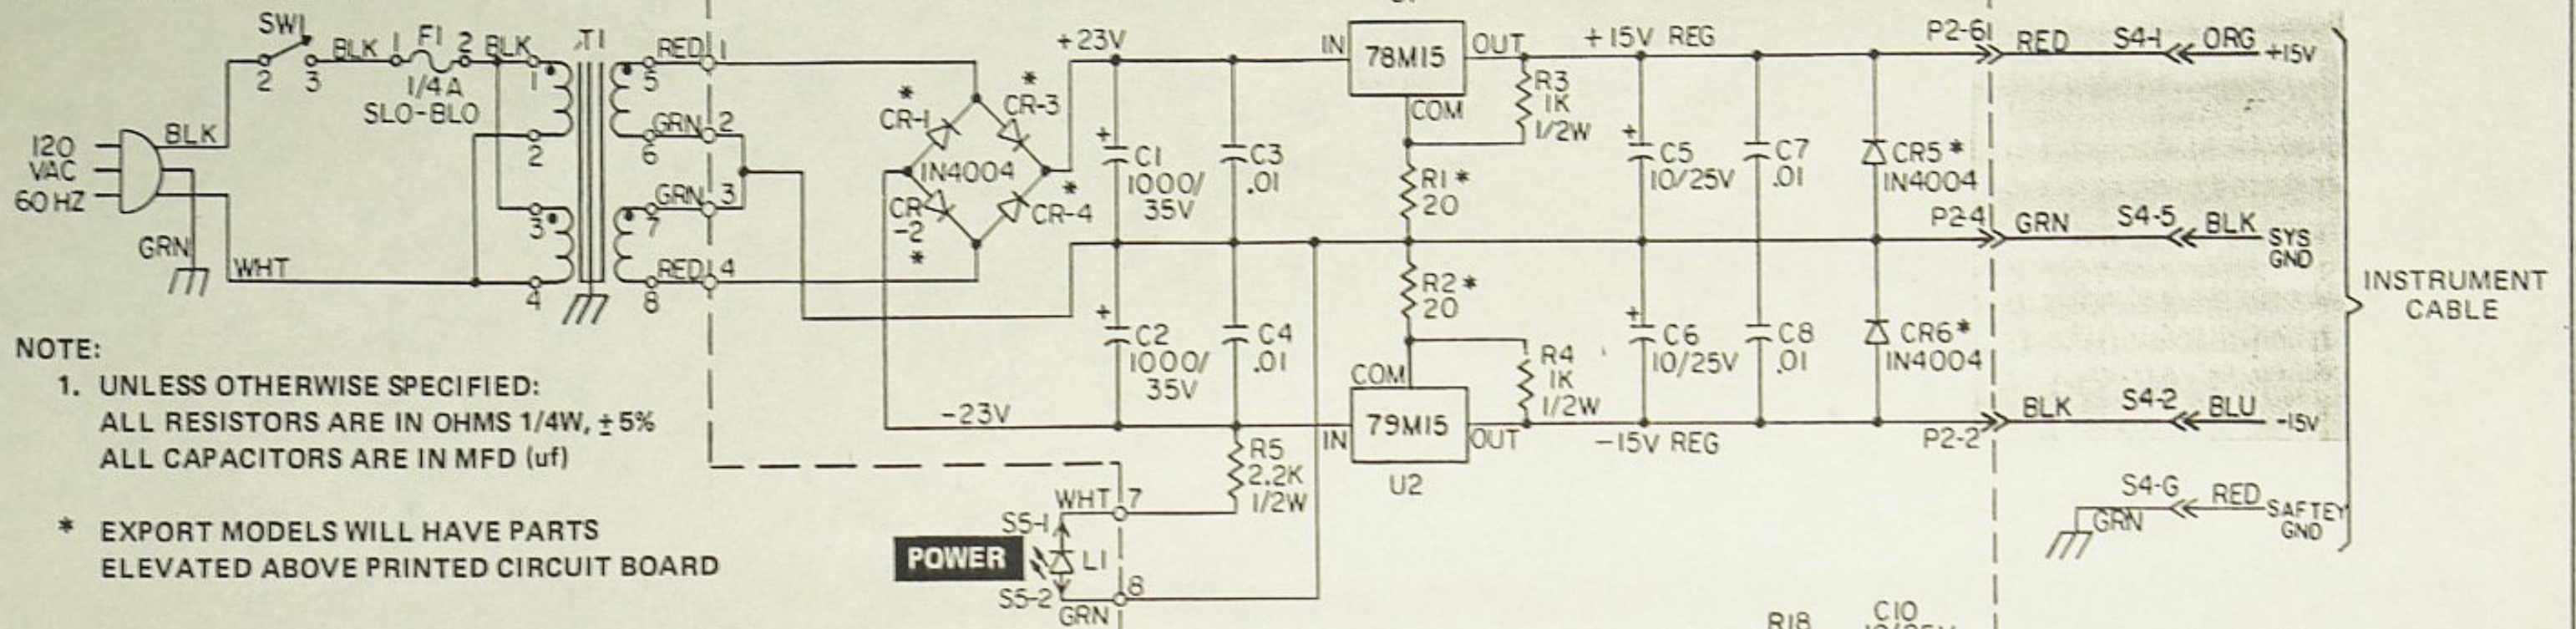 SW1
2
3
BLK
1
F1
2
BLK
1/4 A
SLO-BLO
T1
1
2
3
4
5
6
7
8
RED
1
GRN
2
GRN
3
RED
4
120
VAC
60 HZ
BLK
GRN
WHT
*
CR-1
*
CR-3
IN4004
CR
-2
*
*
CR-4
+23V
+
C1
1000/
35V
C3
.01
+
C2
1000/
35V
C4
.01
-23V
IN
78M15
OUT
COM
R3
1K
1/2W
R1*
20
R2*
20
COM
IN
79M15
OUT
U2
R4
1K
1/2W
+15V REG
+
C5
10/25V
C7
.01
CR5*
IN4004
+
C6
10/25V
C8
.01
CR6*
IN4004
-15V REG
R5
2.2K
1/2W
WHT
7
S5-1
POWER
L1
S5-2
GRN
8
P2-6
RED
S4-1
ORG
+15V
P2-4
GRN
S4-5
BLK
SYS
GND
P2-2
BLK
S4-2
BLU
-15V
S4-G
RED
GRN
SAFTEY
GND
INSTRUMENT
CABLE
NOTE:
1. UNLESS OTHERWISE SPECIFIED:
ALL RESISTORS ARE IN OHMS 1/4W, ±5%
ALL CAPACITORS ARE IN MFD (uf)
* EXPORT MODELS WILL HAVE PARTS
ELEVATED ABOVE PRINTED CIRCUIT BOARD
R18
C10